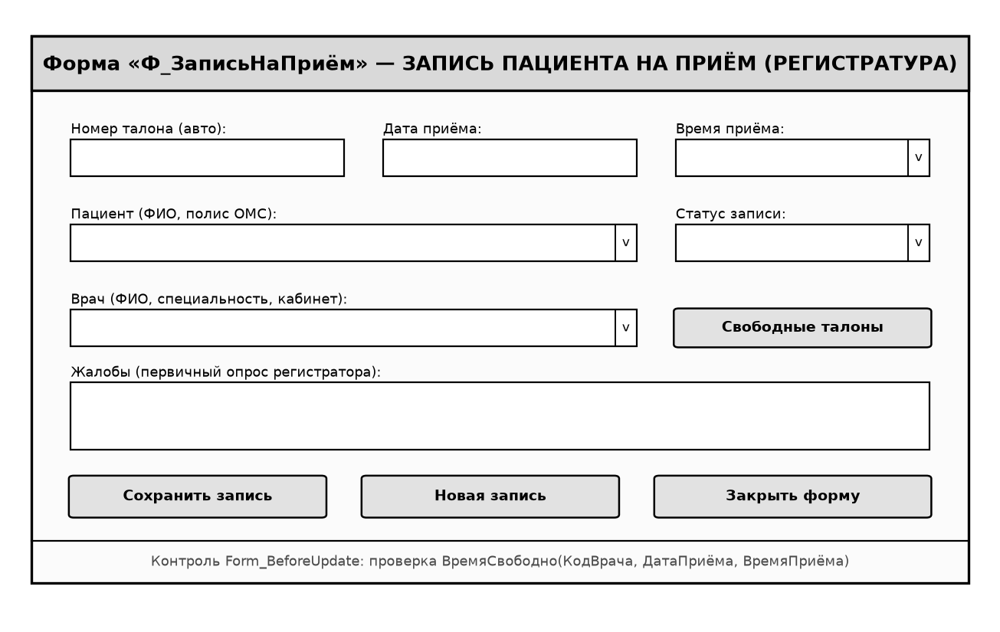 Форма «Ф_ЗаписьНаПриём» — ЗАПИСЬ ПАЦИЕНТА НА ПРИЁМ (РЕГИСТРАТУРА)
Номер талона (авто):
Дата приёма:
Время приёма:
v
Пациент (ФИО, полис ОМС):
v
Статус записи:
v
Врач (ФИО, специальность, кабинет):
v
Свободные талоны
Жалобы (первичный опрос регистратора):
Сохранить запись
Новая запись
Закрыть форму
Контроль Form_BeforeUpdate: проверка ВремяСвободно(КодВрача, ДатаПриёма, ВремяПриёма)